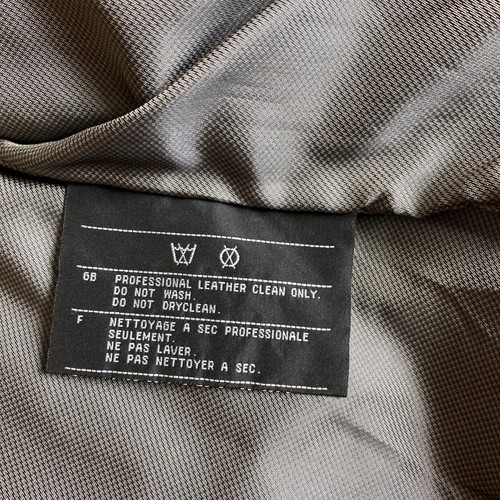 GB PROFESSIONAL LEATHER CLEAN ONLY.
DO NOT WASH.
DO NOT DRYCLEAN.
F NETTOYAGE A SEC PROFESSIONALE
SEULEMENT.
NE PAS LAVER.
NE PAS NETTOYER A SEC.